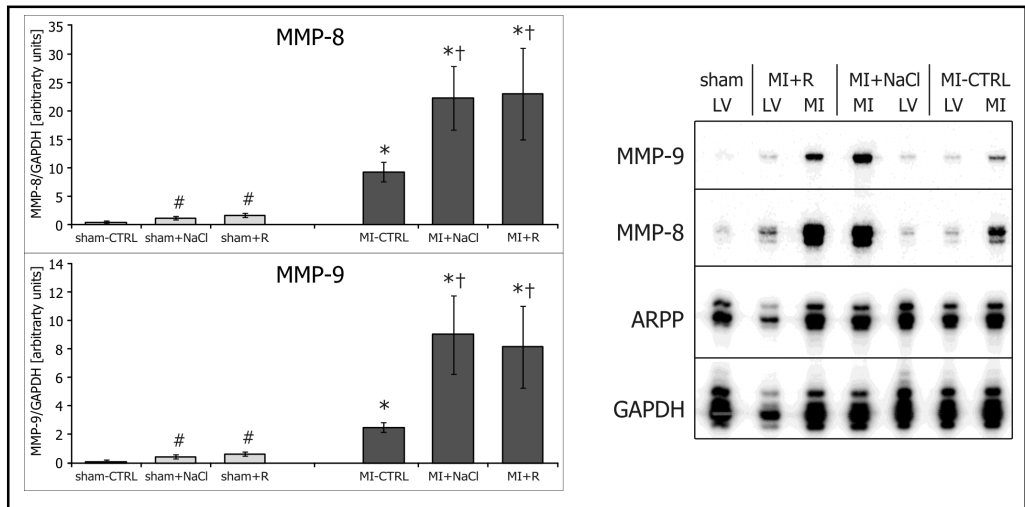 MMP-8
MMP-8/GAPDH [arbitrarty units]
35
30
25
20
15
10
5
0
# # * *† *†
sham-CTRL sham+NaCl sham+R MI-CTRL MI+NaCl MI+R
MMP-9
MMP-9/GAPDH [arbitrarty units]
14
12
10
8
6
4
2
0
# # * *† *†
sham-CTRL sham+NaCl sham+R MI-CTRL MI+NaCl MI+R
sham MI+R MI+NaCl MI-CTRL
LV LV MI MI LV LV MI
MMP-9
MMP-8
ARPP
GAPDH